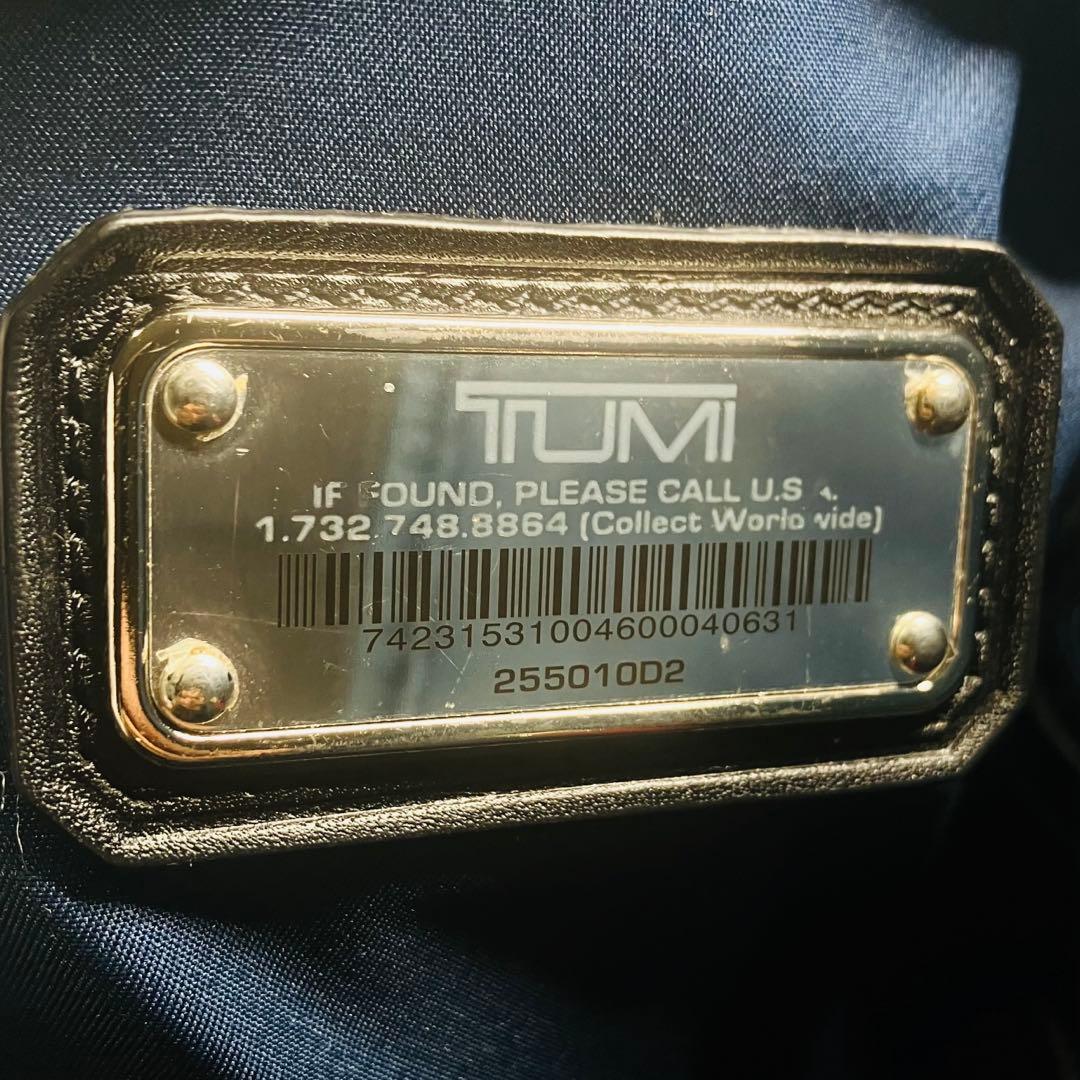 TUMI
IF FOUND, PLEASE CALL U.S.A.
1.732.748.8864 (Collect Worldwide)
74231531004600040631
255010D2